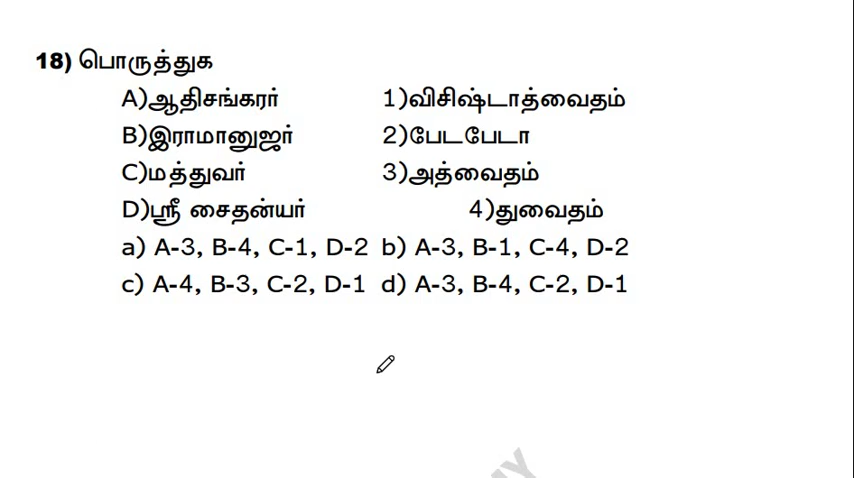 18) பொருத்துக
A)ஆதிசங்கரர் 1)விசிஷ்டாத்வைதம்
B)இராமானுஜர் 2)பேடபேடா
C)மத்துவர் 3)அத்வைதம்
D)ஸ்ரீ சைதன்யர் 4)துவைதம்
a) A-3, B-4, C-1, D-2 b) A-3, B-1, C-4, D-2
c) A-4, B-3, C-2, D-1 d) A-3, B-4, C-2, D-1